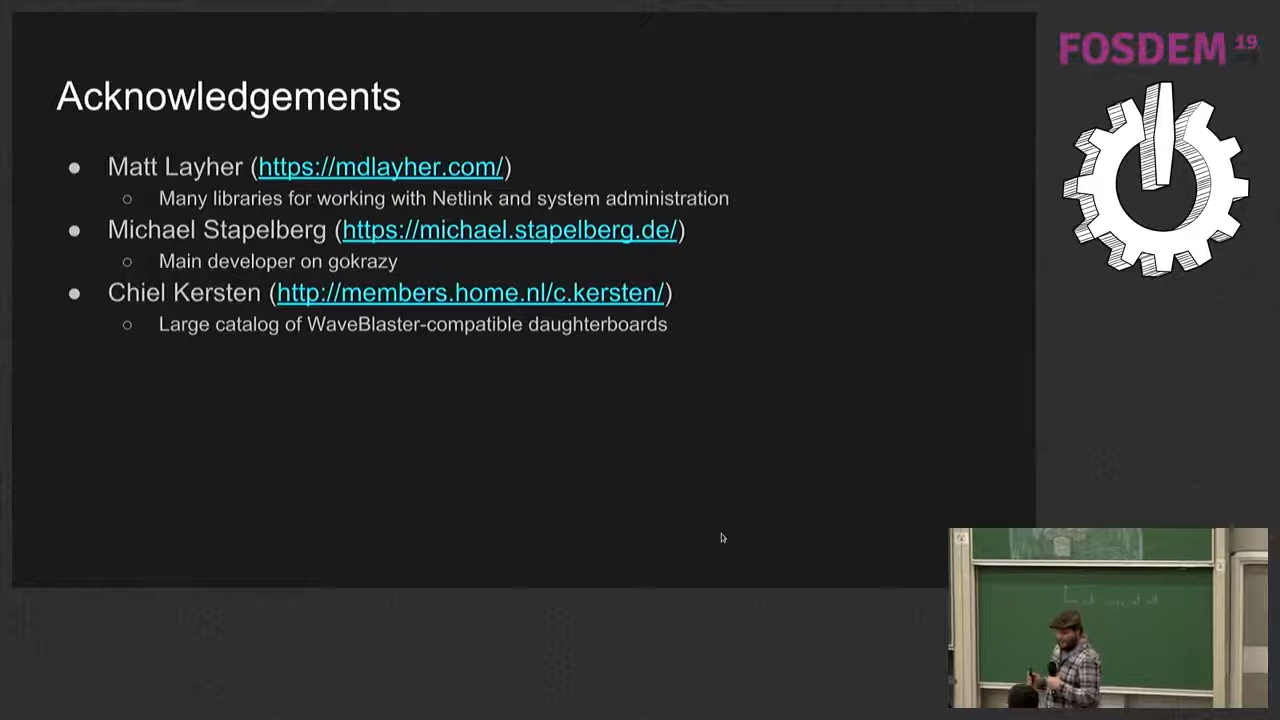 Acknowledgements
● Matt Layher (https://mdlayher.com/)
○ Many libraries for working with Netlink and system administration
● Michael Stapelberg (https://michael.stapelberg.de/)
○ Main developer on gokrazy
● Chiel Kersten (http://members.home.nl/c.kersten/)
○ Large catalog of WaveBlaster-compatible daughterboards
FOSDEM 19